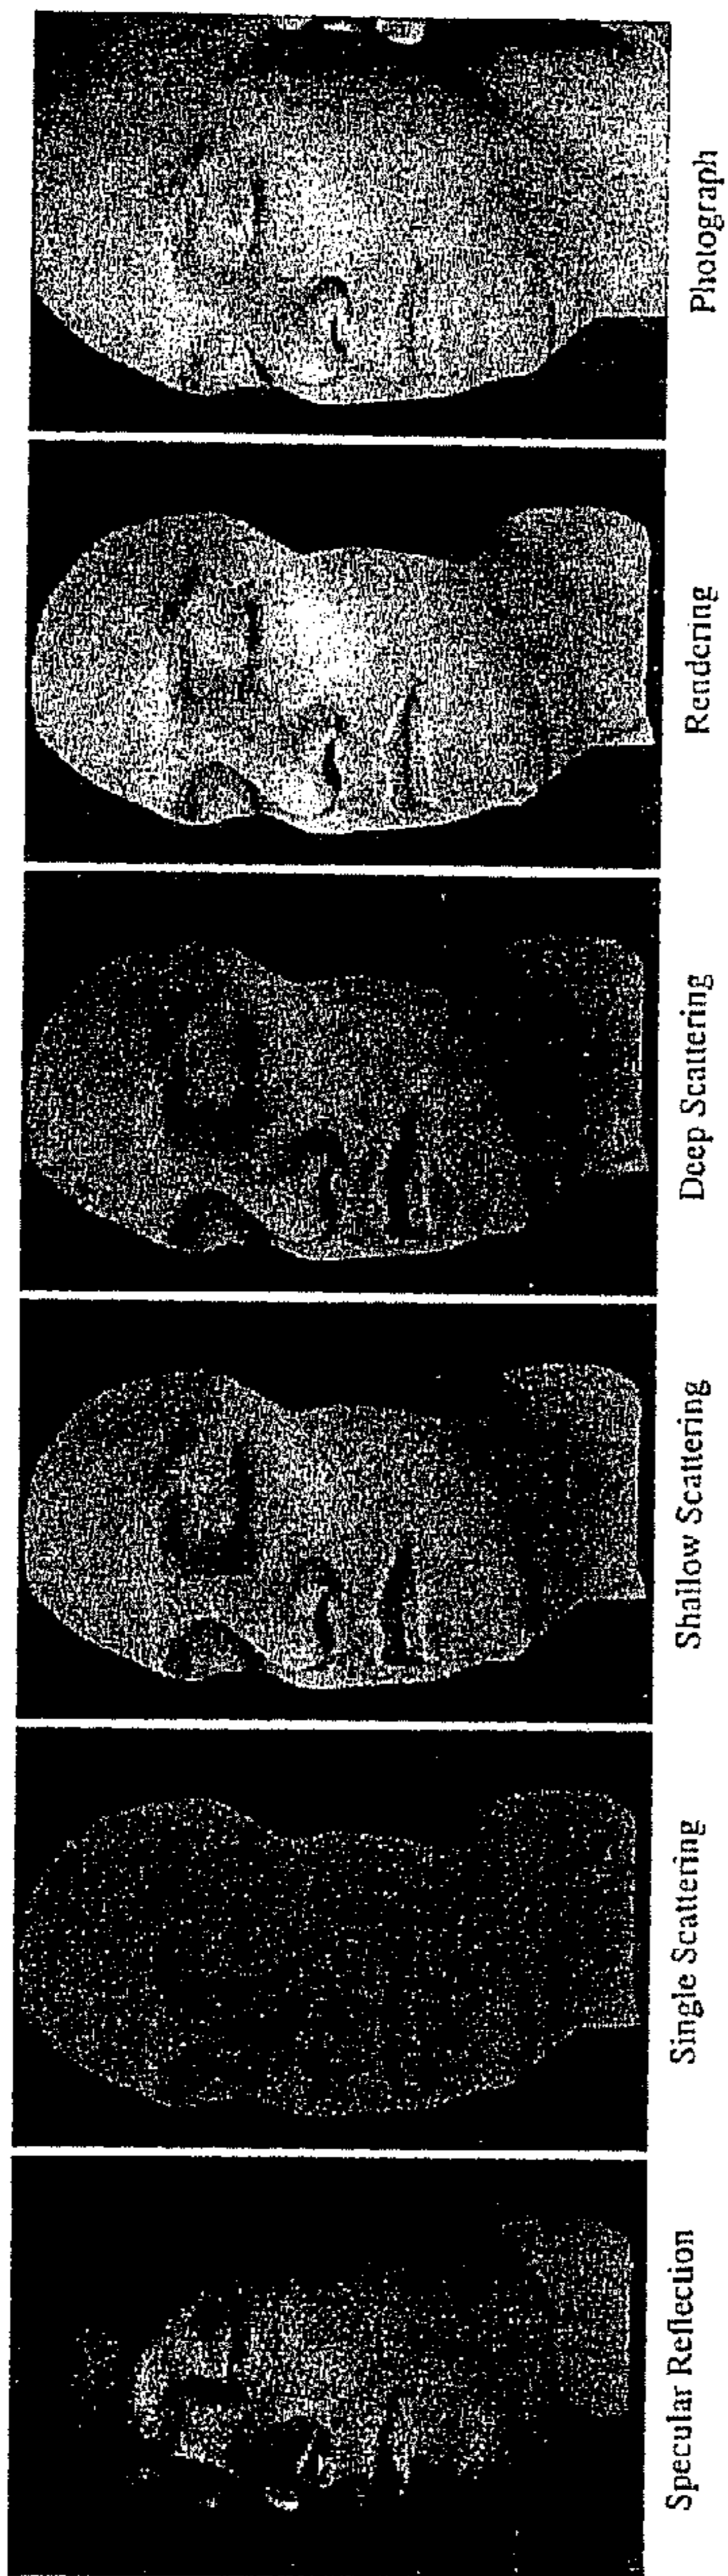 Specular Reflection
Single Scattering
Shallow Scattering
Deep Scattering
Rendering
Photograph